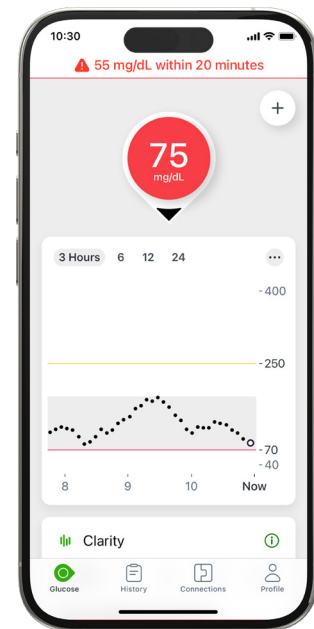 10:30
55 mg/dL within 20 minutes
+
75
mg/dL
3 Hours 6 12 24 ...
-400
-250
-70
-40
8 9 10 Now
Clarity
Glucose History Connections Profile